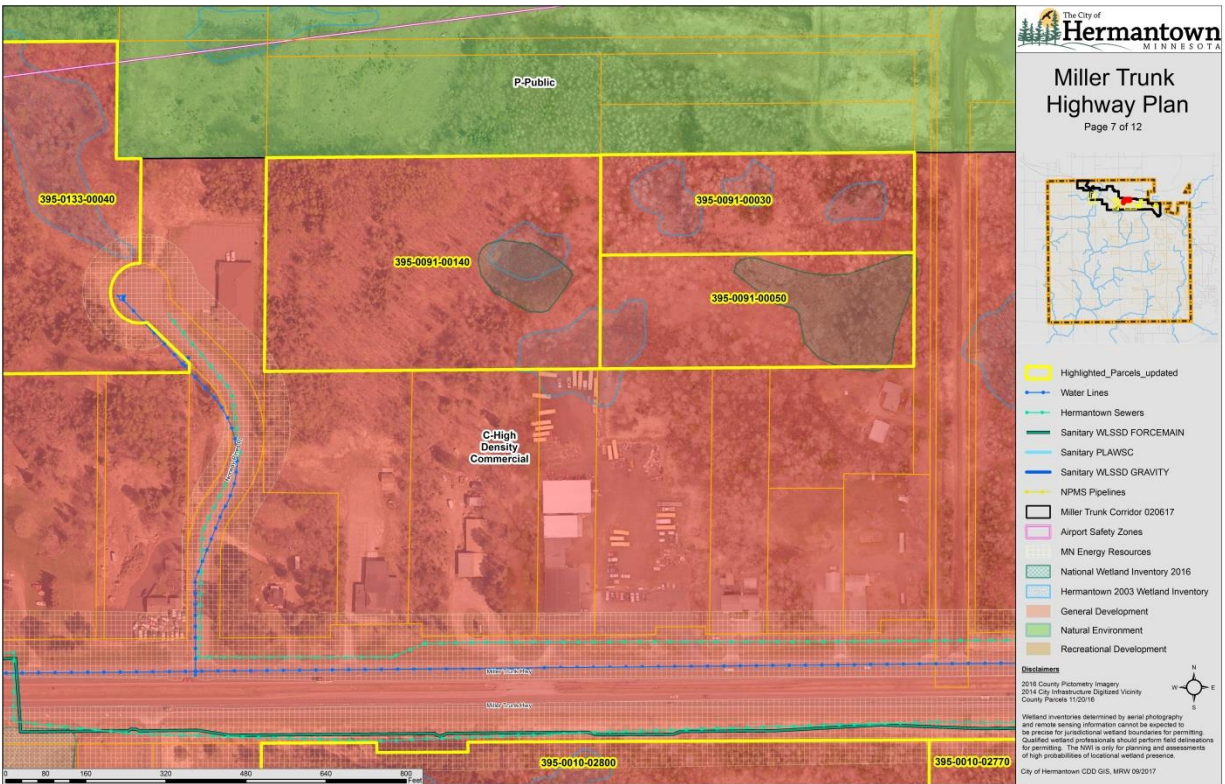 P-Public
395-0133-00040
395-0091-00030
395-0091-00140
395-0091-00050
C-High
Density
Commercial
Miller Trunk Hwy
Miller Trunk Hwy
395-0010-02800
395-0010-02770
0 80 160 320 480 640 800
Feet
The City of
Hermantown
MINNESOTA
Miller Trunk
Highway Plan
Page 7 of 12
Highlighted_Parcels_updated
Water Lines
Hermantown Sewers
Sanitary WLSSD FORCEMAIN
Sanitary PLAWSC
Sanitary WLSSD GRAVITY
NPMS Pipelines
Miller Trunk Corridor 020617
Airport Safety Zones
MN Energy Resources
National Wetland Inventory 2016
Hermantown 2003 Wetland Inventory
General Development
Natural Environment
Recreational Development
Disclaimers
2016 County Pictometry Imagery
2014 City Infrastructure Digitized Vicinity
County Parcels 11/20/16
N
W E
S
Wetland inventories determined by aerial photography
and remote sensing information cannot be expected to
be precise for jurisdictional wetland boundaries for permitting.
Qualified wetland professionals should perform field delineations
for permitting. The NWI is only for planning and assessments
of high probabilities of locational wetland presence.
City of Hermantown CDD GIS, MRW 09/2017